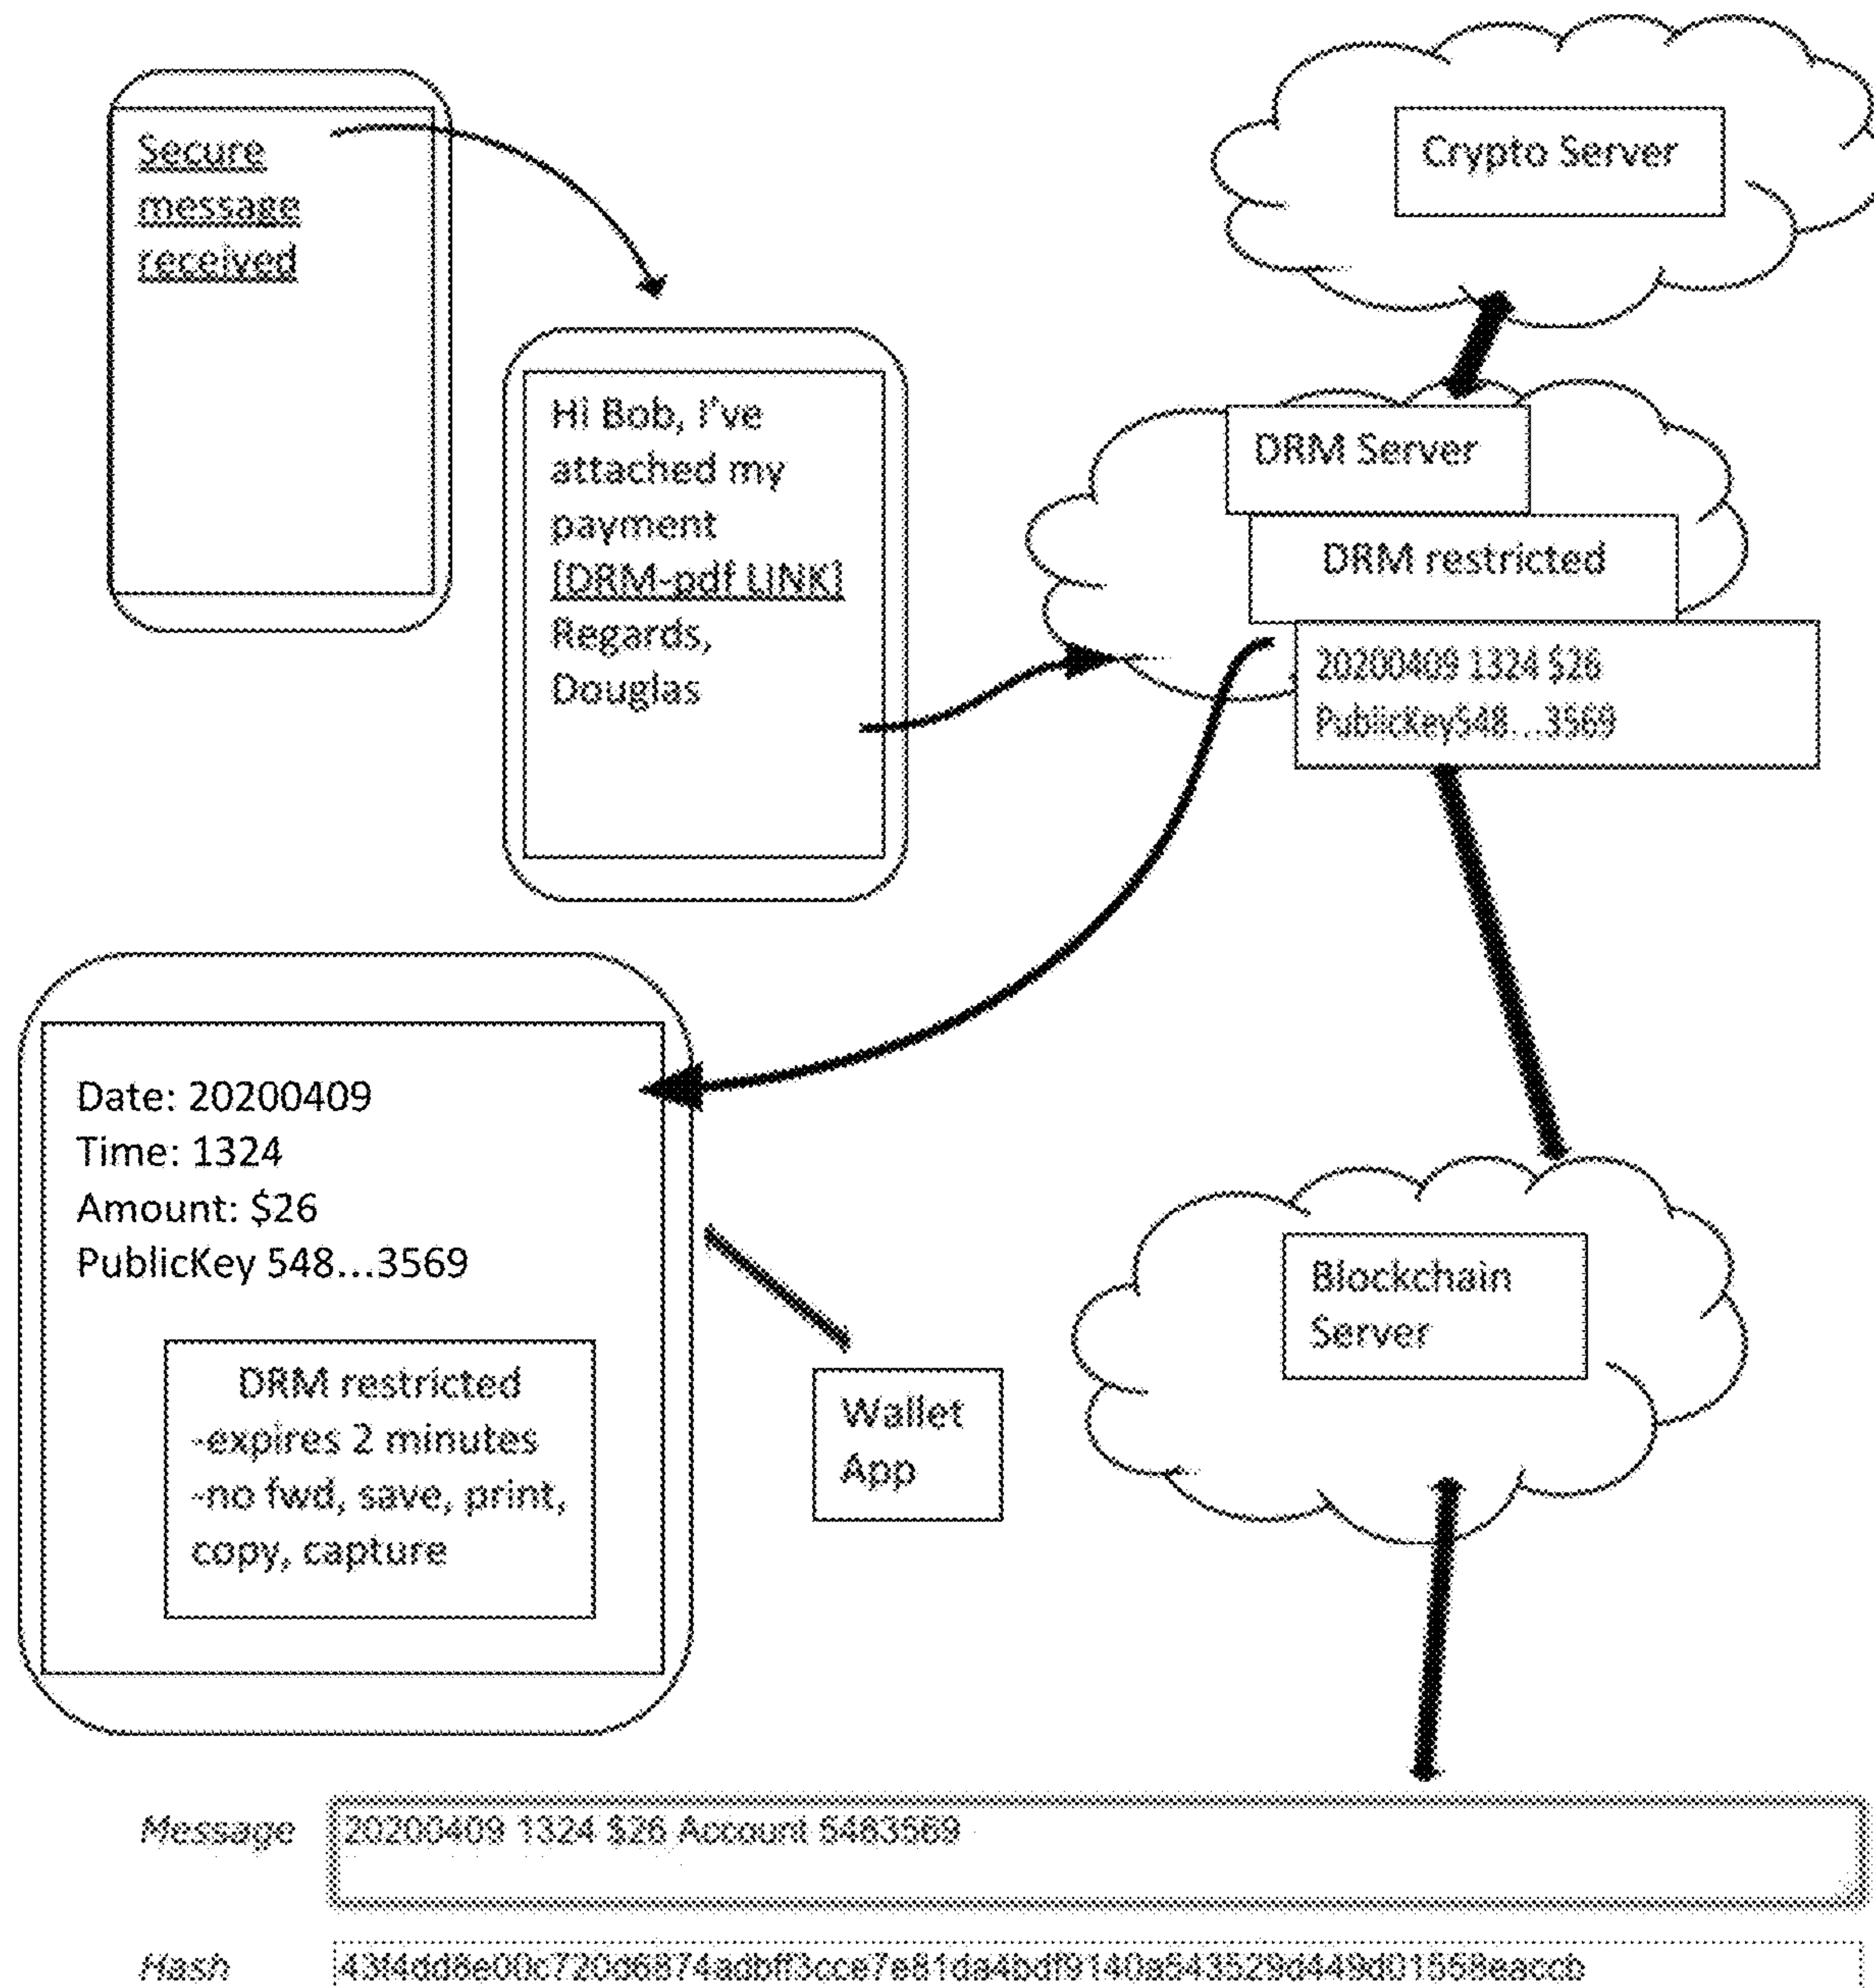 Secure
message
received
Crypto Server
Hi Bob, I've
attached my
payment
[DRM-pdf LINK]
Regards,
Douglas
DRM Server
DRM restricted
20200409 1324 $26
PublicKey548...3569
Date: 20200409
Time: 1324
Amount: $26
PublicKey 548...3569
DRM restricted
-expires 2 minutes
-no fwd, save, print,
copy, capture
Wallet
App
Blockchain
Server
Message
20200409 1324 $26 Account 5483569
Hash